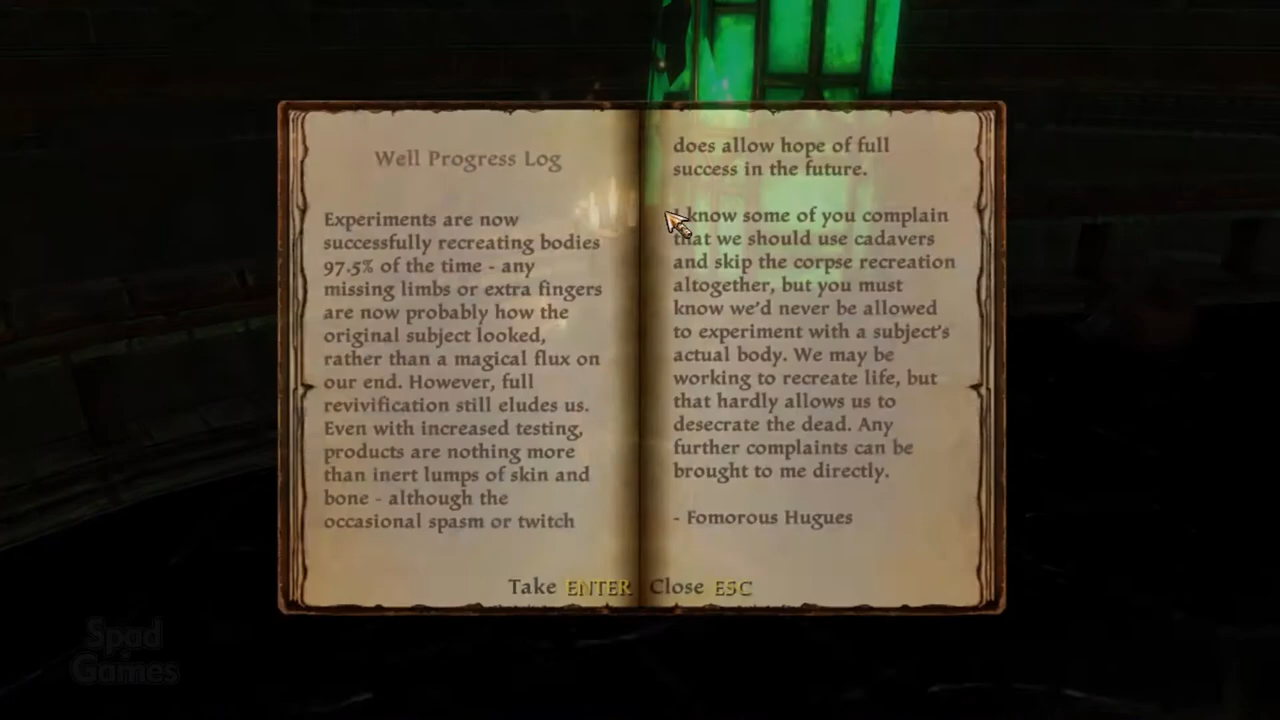 Well Progress Log
Experiments are now
successfully recreating bodies
97.5% of the time - any
missing limbs or extra fingers
are now probably how the
original subject looked,
rather than a magical flux on
our end. However, full
revivification still eludes us.
Even with increased testing,
products are nothing more
than inert lumps of skin and
bone - although the
occasional spasm or twitch
does allow hope of full
success in the future.
I know some of you complain
that we should use cadavers
and skip the corpse recreation
altogether, but you must
know we'd never be allowed
to experiment with a subject's
actual body. We may be
working to recreate life, but
that hardly allows us to
desecrate the dead. Any
further complaints can be
brought to me directly.
- Fomorous Hugues
Take ENTER Close ESC
Spad
Games